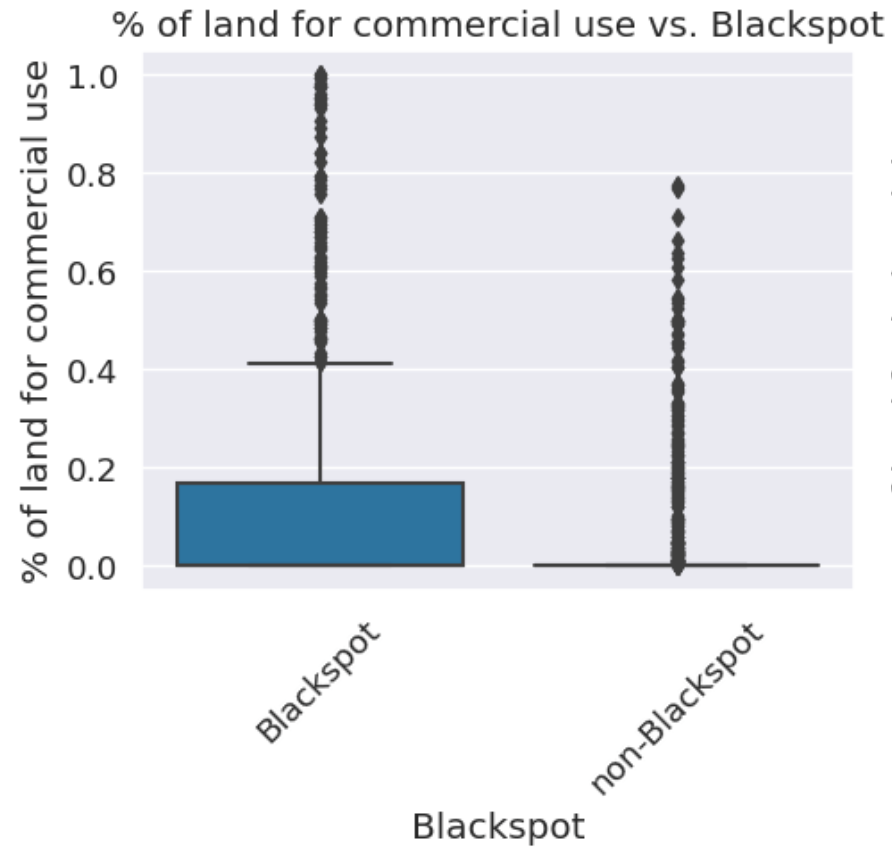 % of land for commercial use vs. Blackspot
% of land for commercial use
1.0
0.8
0.6
0.4
0.2
0.0
Blackspot
non-Blackspot
Blackspot